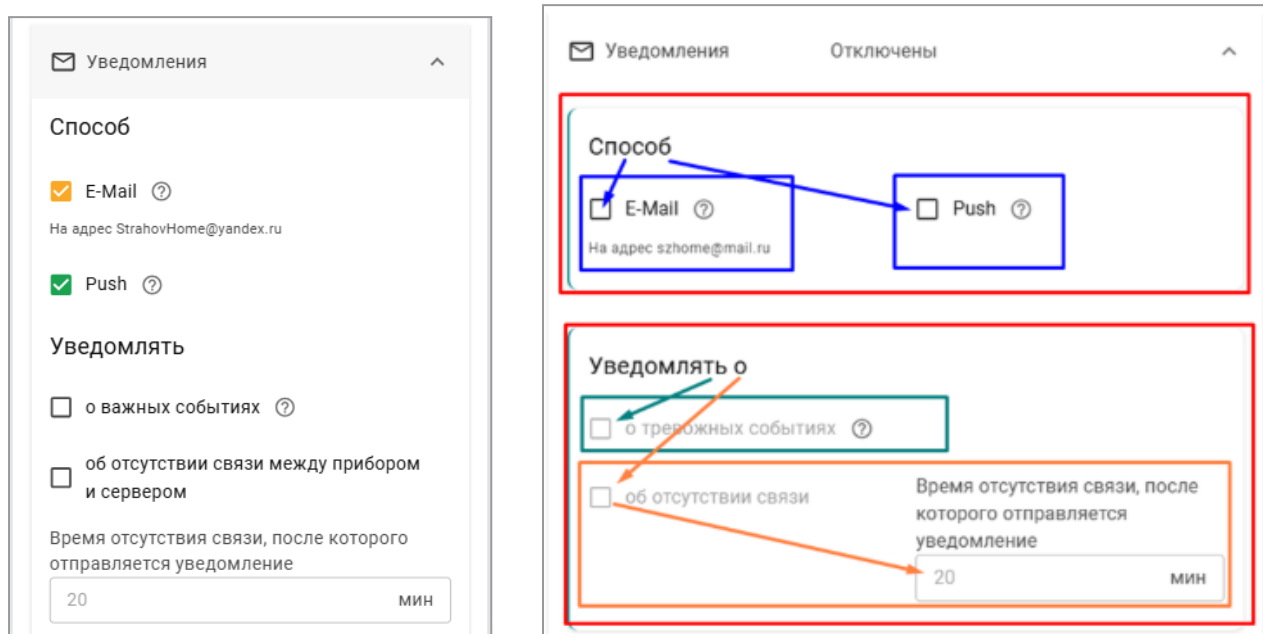 Уведомления
Способ
E-Mail
На адрес StrahovHome@yandex.ru
Push
Уведомлять
о важных событиях
об отсутствии связи между прибором
и сервером
Время отсутствия связи, после которого
отправляется уведомление
20 мин
Уведомления Отключены
Способ
E-Mail Push
На адрес szhome@mail.ru
Уведомлять о
о тревожных событиях
об отсутствии связи
Время отсутствия связи, после
которого отправляется
уведомление
20 мин